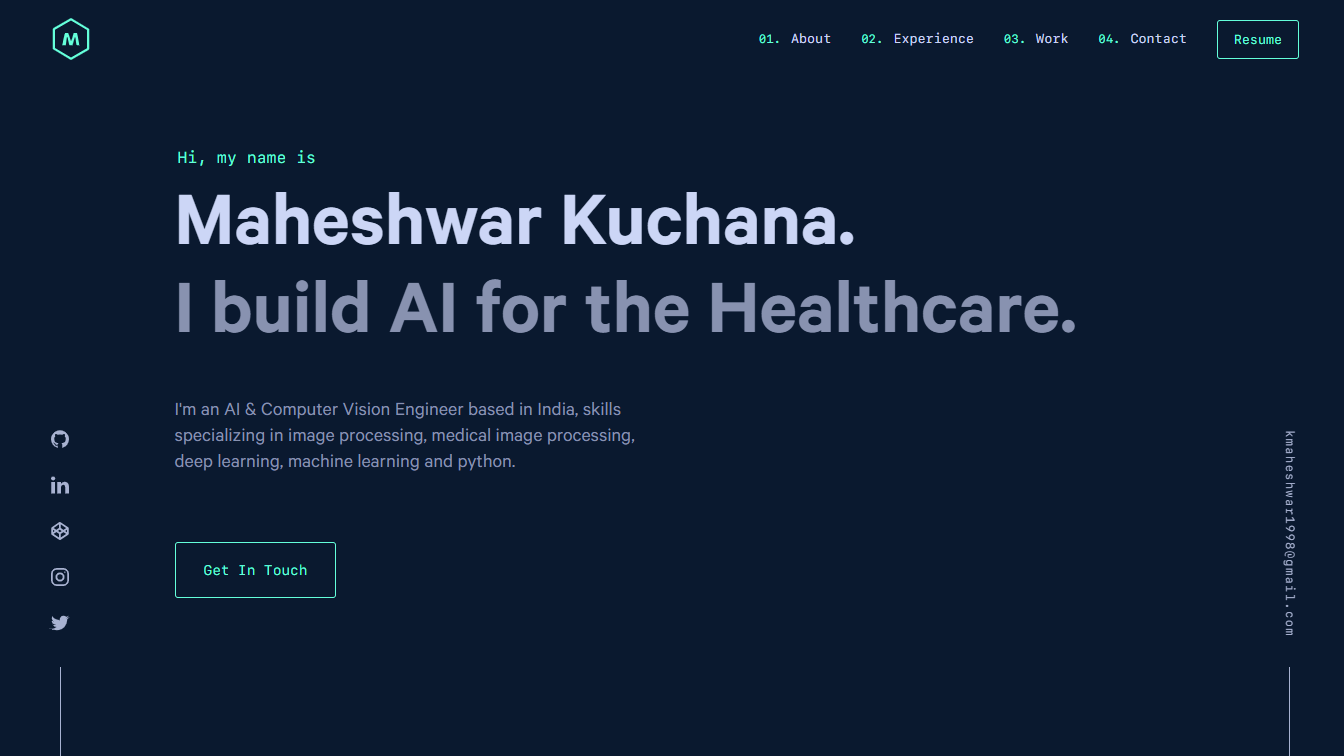 M
01. About 02. Experience 03. Work 04. Contact Resume
Hi, my name is
Maheshwar Kuchana.
I build AI for the Healthcare.
I'm an AI & Computer Vision Engineer based in India, skills
specializing in image processing, medical image processing,
deep learning, machine learning and python.
Get In Touch
kmaheshwar1998@gmail.com